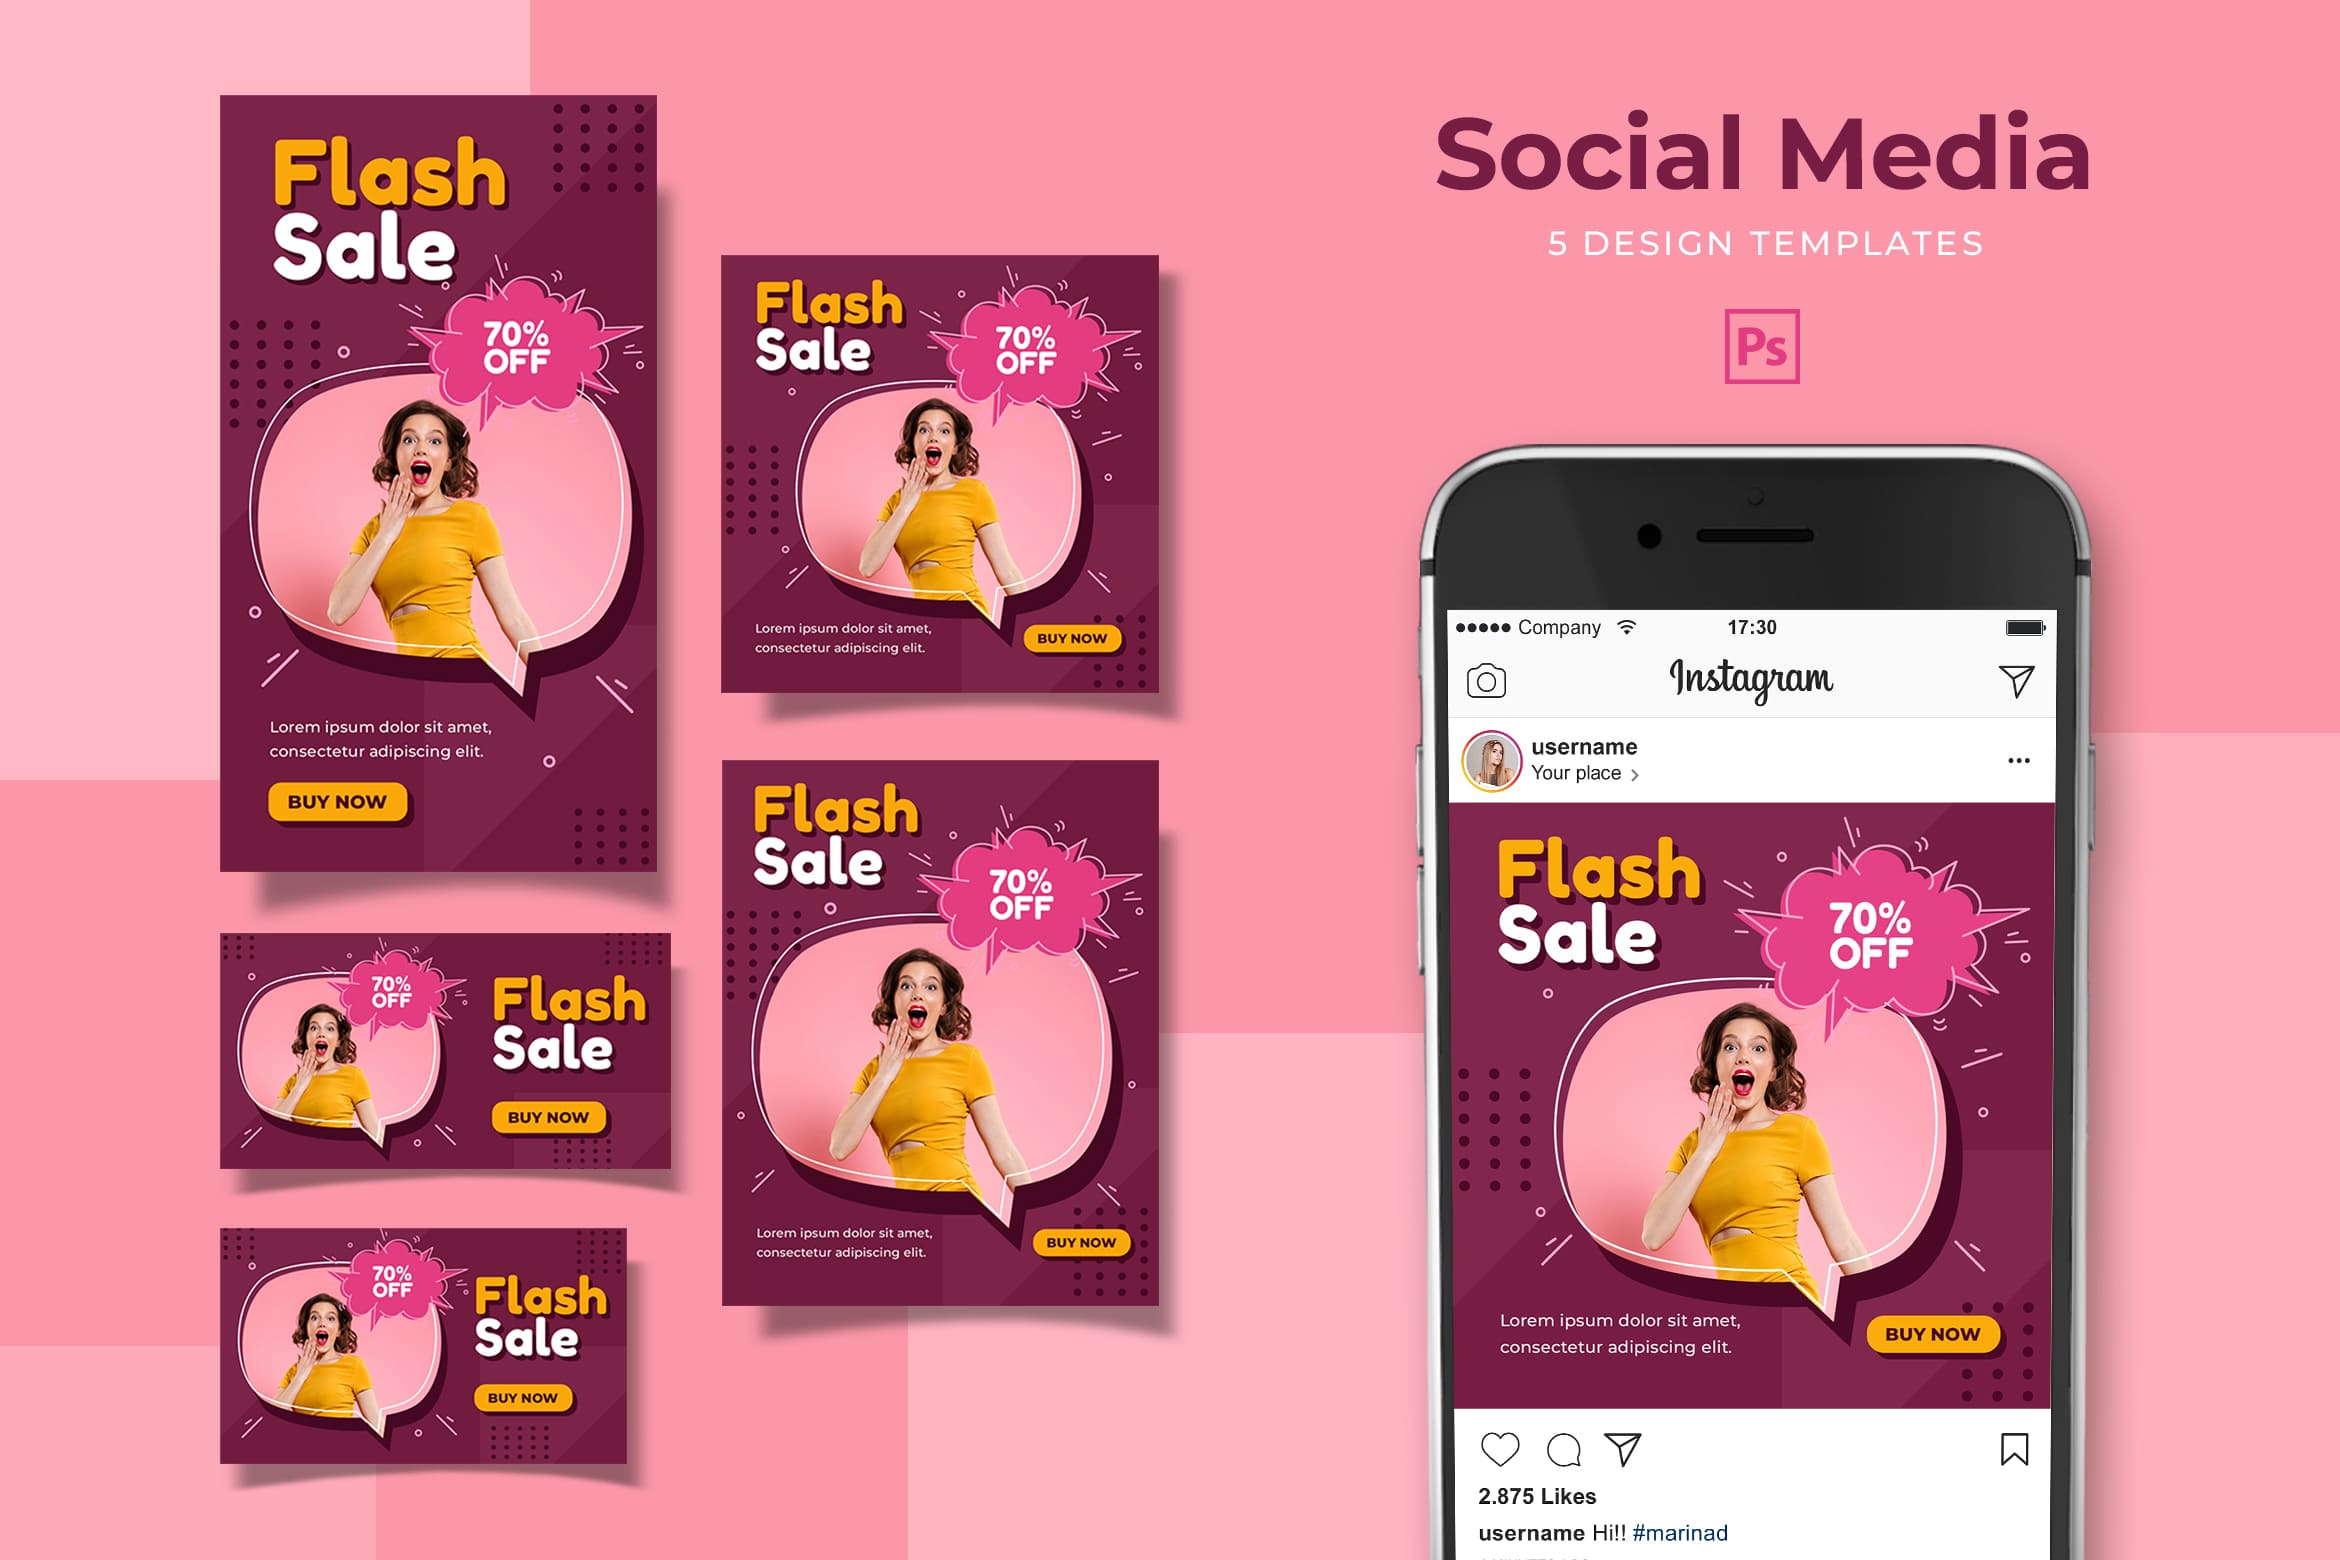 Flash
Sale
70%
OFF
Lorem ipsum dolor sit amet,
consectetur adipiscing elit.
BUY NOW
70%
OFF
Flash
Sale
BUY NOW
70%
OFF
Flash
Sale
BUY NOW
Flash
Sale
70%
OFF
Lorem ipsum dolor sit amet,
consectetur adipiscing elit.
BUY NOW
Flash
Sale
70%
OFF
Lorem ipsum dolor sit amet,
consectetur adipiscing elit.
BUY NOW
Social Media
5 DESIGN TEMPLATES
Ps
Company 17:30
Instagram
username
Your place >
Flash
Sale
70%
OFF
Lorem ipsum dolor sit amet,
consectetur adipiscing elit.
BUY NOW
2.875 Likes
username Hi!! #marinad